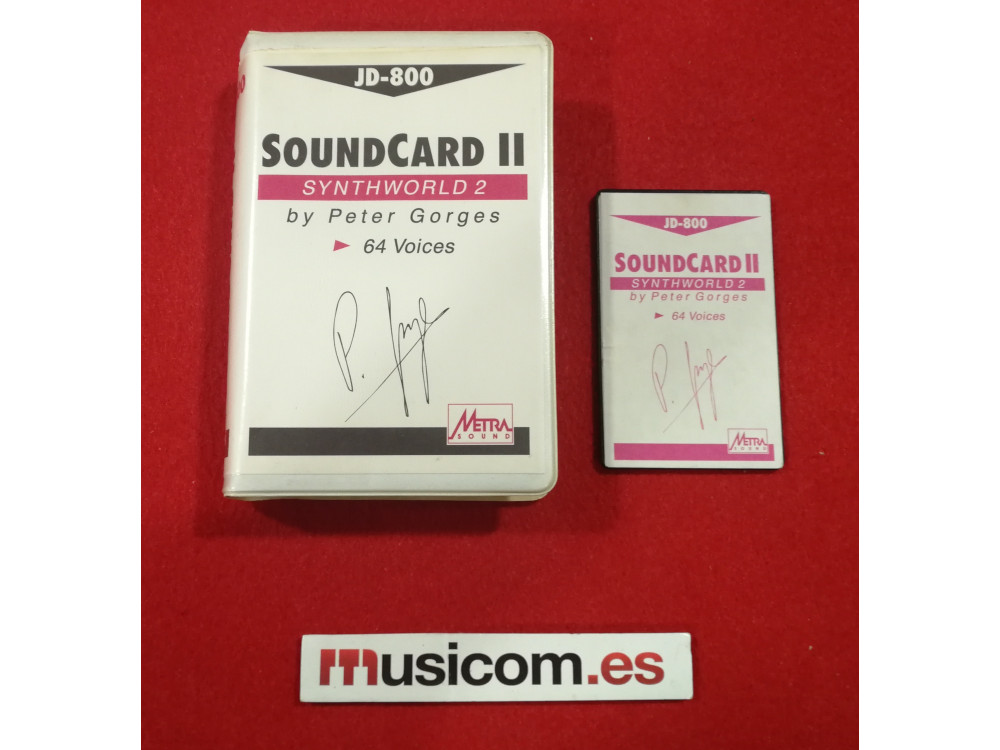 JD-800
SOUNDCARD II
SYNTHWORLD 2
by Peter Gorges
► 64 Voices
METRA
SOUND
JD-800
SOUNDCARD II
SYNTHWORLD 2
by Peter Gorges
► 64 Voices
METRA
SOUND
musicom.es